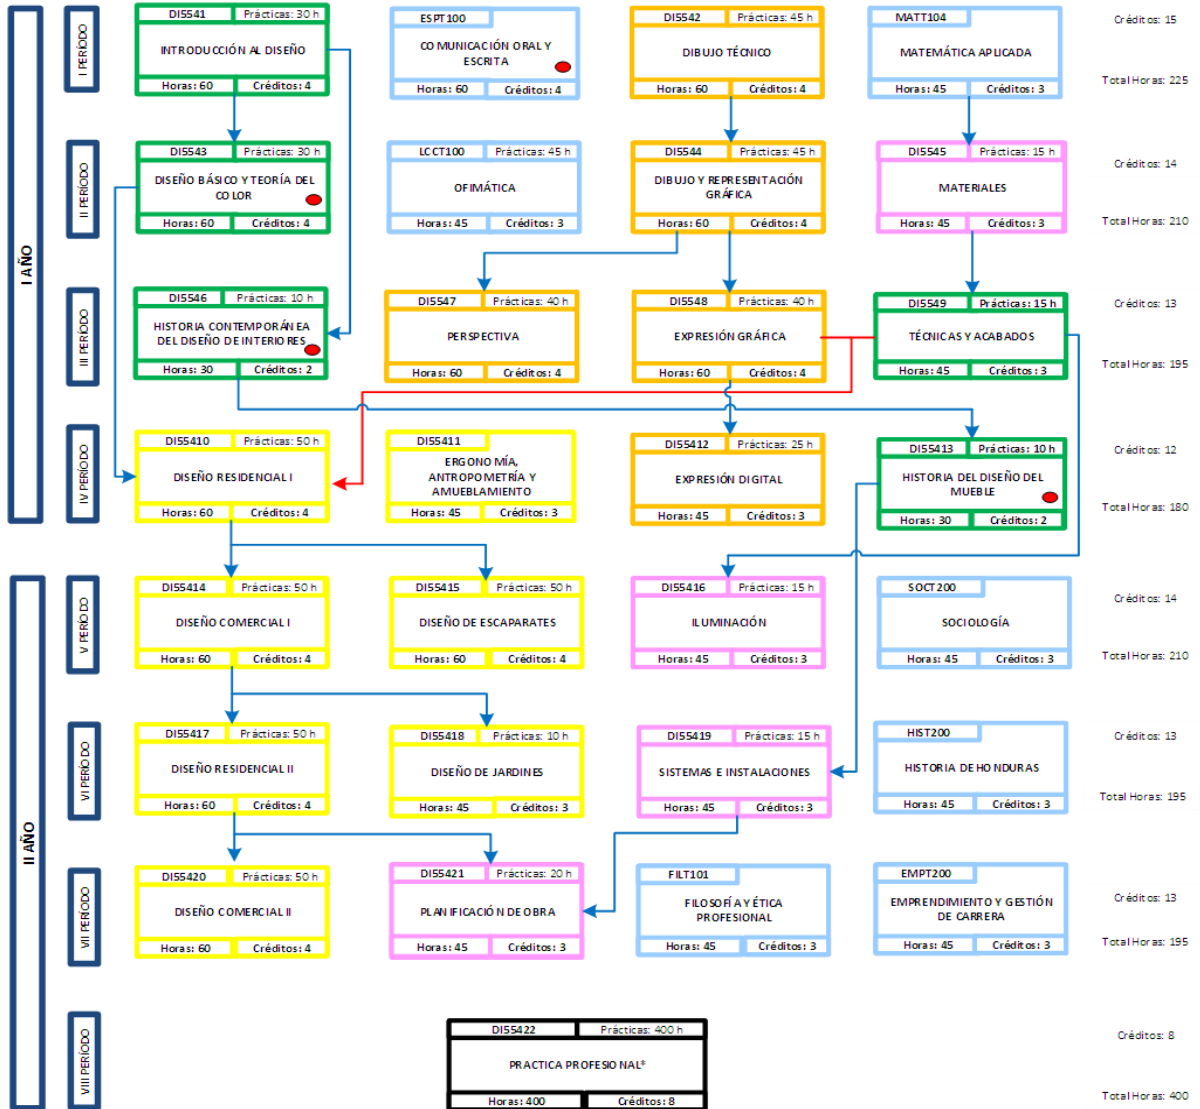 I AÑO
I PERÍODO
DI5541 Prácticas: 30 h
INTRODUCCIÓN AL DISEÑO
Horas: 60 Créditos: 4
ESPT100
COMUNICACIÓN ORAL Y
ESCRITA
Horas: 60 Créditos: 4
DI5542 Prácticas: 45 h
DIBUJO TÉCNICO
Horas: 60 Créditos: 4
MATT104
MATEMÁTICA APLICADA
Horas: 45 Créditos: 3
Créditos: 15
Total Horas: 225
II PERÍODO
DI5543 Prácticas: 30 h
DISEÑO BÁSICO Y TEORÍA DEL
COLOR
Horas: 60 Créditos: 4
LCCT100 Prácticas: 45 h
OFIMÁTICA
Horas: 45 Créditos: 3
DI5544 Prácticas: 45 h
DIBUJO Y REPRESENTACIÓN
GRÁFICA
Horas: 60 Créditos: 4
DI5545 Prácticas: 15 h
MATERIALES
Horas: 45 Créditos: 3
Créditos: 14
Total Horas: 210
III PERÍODO
DI5546 Prácticas: 10 h
HISTORIA CONTEMPORÁNEA
DEL DISEÑO DE INTERIORES
Horas: 30 Créditos: 2
DI5547 Prácticas: 40 h
PERSPECTIVA
Horas: 60 Créditos: 4
DI5548 Prácticas: 40 h
EXPRESIÓN GRÁFICA
Horas: 60 Créditos: 4
DI5549 Prácticas: 15 h
TÉCNICAS Y ACABADOS
Horas: 45 Créditos: 3
Créditos: 13
Total Horas: 195
IV PERÍODO
DI55410 Prácticas: 50 h
DISEÑO RESIDENCIAL I
Horas: 60 Créditos: 4
DI55411
ERGONOMÍA,
ANTROPOMETRÍA Y
AMUEBLAMIENTO
Horas: 45 Créditos: 3
DI55412 Prácticas: 25 h
EXPRESIÓN DIGITAL
Horas: 45 Créditos: 3
DI55413 Prácticas: 10 h
HISTORIA DEL DISEÑO DEL
MUEBLE
Horas: 30 Créditos: 2
Créditos: 12
Total Horas: 180
II AÑO
V PERÍODO
DI55414 Prácticas: 50 h
DISEÑO COMERCIAL I
Horas: 60 Créditos: 4
DI55415 Prácticas: 50 h
DISEÑO DE ESCAPARATES
Horas: 60 Créditos: 4
DI55416 Prácticas: 15 h
ILUMINACIÓN
Horas: 45 Créditos: 3
SOCT200
SOCIOLOGÍA
Horas: 45 Créditos: 3
Créditos: 14
Total Horas: 210
VI PERÍODO
DI55417 Prácticas: 50 h
DISEÑO RESIDENCIAL II
Horas: 60 Créditos: 4
DI55418 Prácticas: 10 h
DISEÑO DE JARDINES
Horas: 45 Créditos: 3
DI55419 Prácticas: 15 h
SISTEMAS E INSTALACIONES
Horas: 45 Créditos: 3
HIST200
HISTORIA DE HONDURAS
Horas: 45 Créditos: 3
Créditos: 13
Total Horas: 195
VII PERÍODO
DI55420 Prácticas: 50 h
DISEÑO COMERCIAL II
Horas: 60 Créditos: 4
DI55421 Prácticas: 20 h
PLANIFICACIÓN DE OBRA
Horas: 45 Créditos: 3
FILT101
FILOSOFÍA Y ÉTICA
PROFESIONAL
Horas: 45 Créditos: 3
EMPT200
EMPRENDIMIENTO Y GESTIÓN
DE CARRERA
Horas: 45 Créditos: 3
Créditos: 13
Total Horas: 195
VIII PERÍODO
DI55422 Prácticas: 400 h
PRACTICA PROFESIONAL*
Horas: 400 Créditos: 8
Créditos: 8
Total Horas: 400